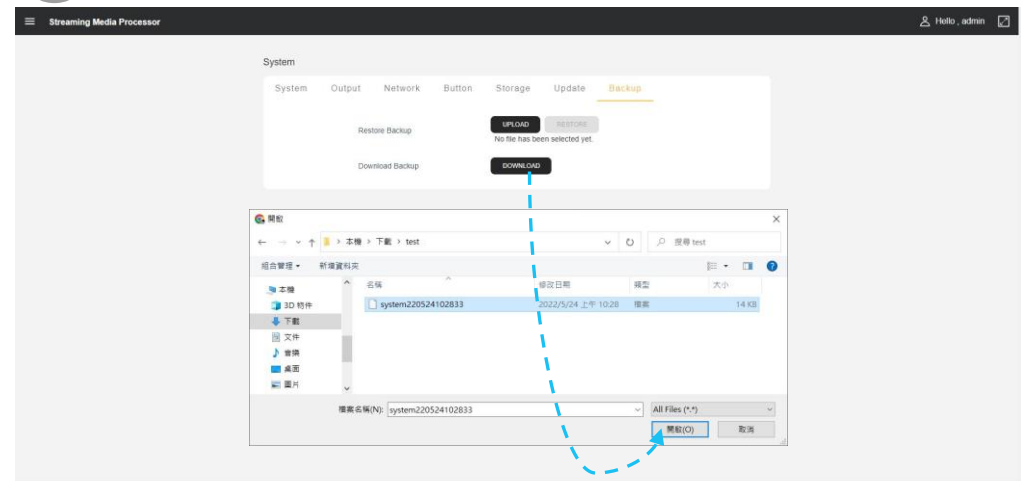 Streaming Media Processor
Hello , admin
System
System Output Network Button Storage Update Backup
Restore Backup UPLOAD RESTORE
No file has been selected yet.
Download Backup DOWNLOAD
開啟
本機 > 下載 > test 搜尋 test
組合管理 新增資料夾
名稱 修改日期 類型 大小
本機
system220524102833 2022/5/24 上午 10:28 檔案 14 KB
3D 物件
下載
文件
音樂
桌面
圖片
檔案名稱(N): system220524102833 All Files (*.*)
開啟(O) 取消